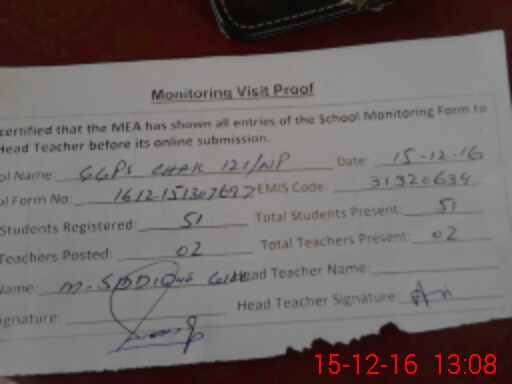 Monitoring Visit Proof
certified that the MEA has shown all entries of the School Monitoring Form to
Head Teacher before its online submission.
ol Name: GGPS CHAK 121/NP Date: 15-12-16
ol Form No: 1612-151307697 EMIS Code: 31320634
Students Registered: 51 Total Students Present: 51
Teachers Posted: 02 Total Teachers Present: 02
Name: M-SIDDIQUE Head Teacher Name:
ignature: Head Teacher Signature:
15-12-16 13:08